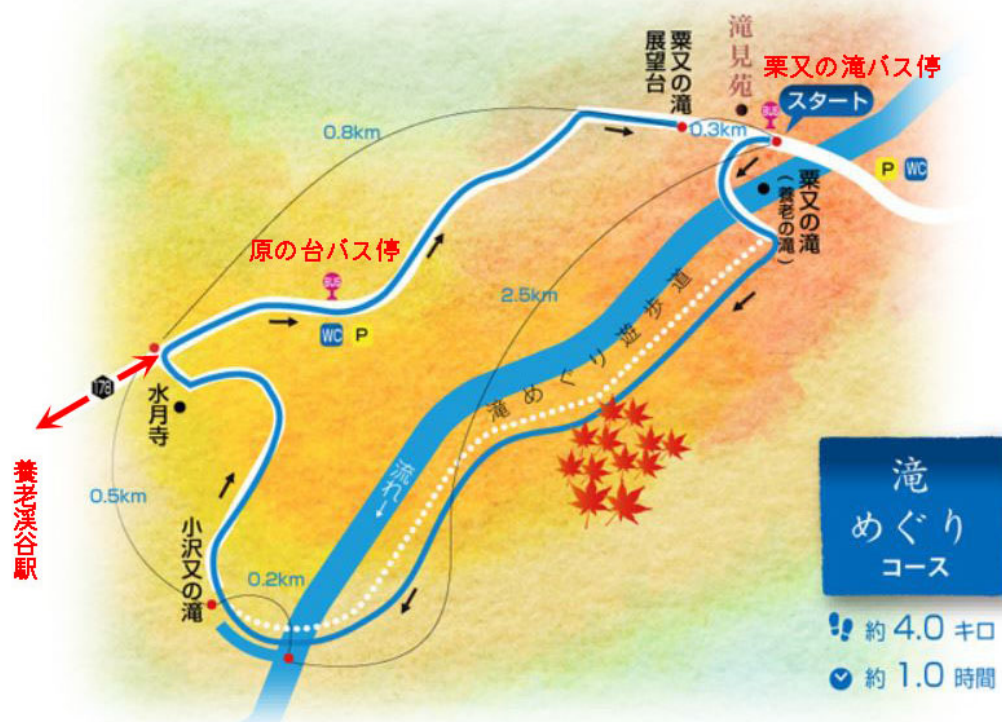 滝見苑
粟又の滝
展望台
栗又の滝バス停
BUS
スタート
0.8km
0.3km
P
WC
粟又の滝
(養老の滝)
原の台バス停
BUS
WC
P
2.5km
滝めぐり遊歩道
178
水月寺
養老渓谷駅
流れ→
0.5km
小沢又の滝
0.2km
滝
めぐり
コース
約4.0キロ
約1.0時間